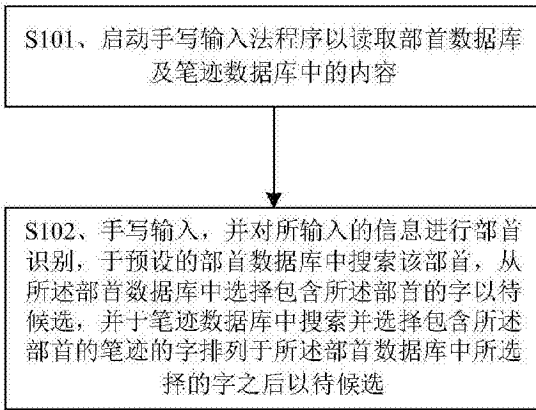 S101、启动手写输入法程序以读取部首数据库
及笔迹数据库中的内容
S102、手写输入，并对所输入的信息进行部首
识别，于预设的部首数据库中搜索该部首，从
所述部首数据库中选择包含所述部首的字以待
候选，并于笔迹数据库中搜索并选择包含所述
部首的笔迹的字排列于所述部首数据库中所选
择的字之后以待候选